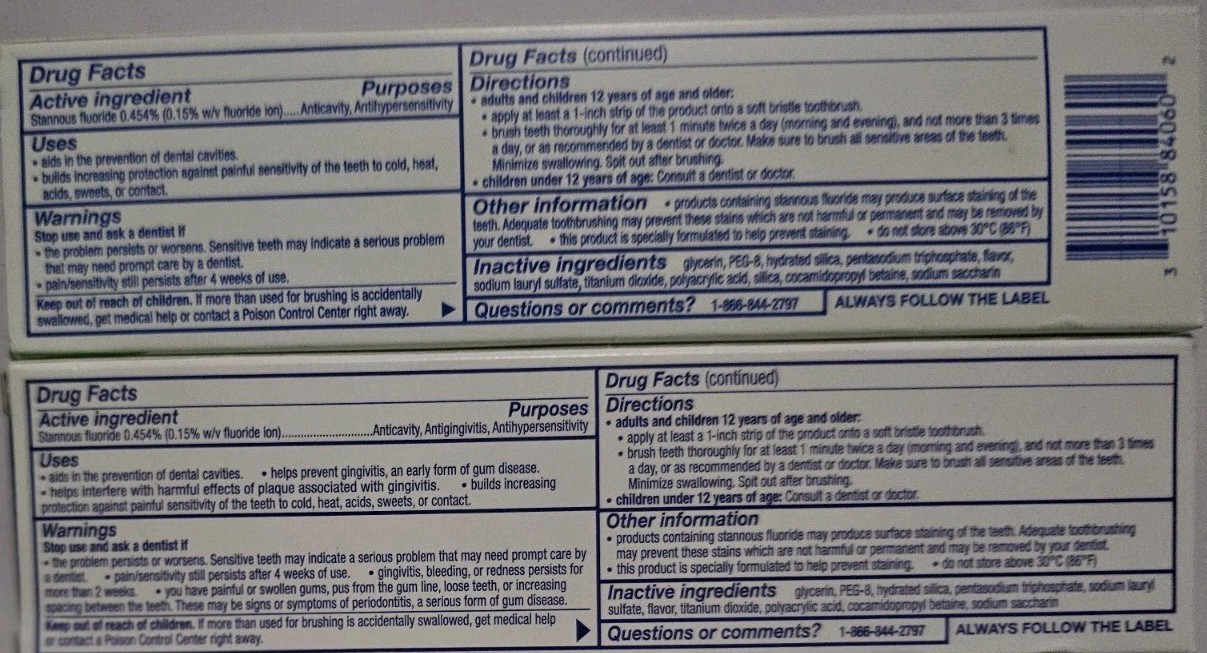 Drug Facts
Active ingredient Purposes
Stannous fluoride 0.454% (0.15% w/v fluoride ion).....Anticavity, Antihypersensitivity
Uses
• aids in the prevention of dental cavities.
• builds increasing protection against painful sensitivity of the teeth to cold, heat,
acids, sweets, or contact.
Warnings
Stop use and ask a dentist if
• the problem persists or worsens. Sensitive teeth may indicate a serious problem
that may need prompt care by a dentist.
• pain/sensitivity still persists after 4 weeks of use.
Keep out of reach of children. If more than used for brushing is accidentally
swallowed, get medical help or contact a Poison Control Center right away.
Drug Facts (continued)
Directions
• adults and children 12 years of age and older:
• apply at least a 1-inch strip of the product onto a soft bristle toothbrush.
• brush teeth thoroughly for at least 1 minute twice a day (morning and evening), and not more than 3 times
a day, or as recommended by a dentist or doctor. Make sure to brush all sensitive areas of the teeth.
Minimize swallowing. Spit out after brushing.
• children under 12 years of age: Consult a dentist or doctor.
Other information • products containing stannous fluoride may produce surface staining of the
teeth. Adequate toothbrushing may prevent these stains which are not harmful or permanent and may be removed by
your dentist. • this product is specially formulated to help prevent staining. • do not store above 30°C (86°F)
Inactive ingredients glycerin, PEG-8, hydrated silica, pentasodium triphosphate, flavor,
sodium lauryl sulfate, titanium dioxide, polyacrylic acid, silica, cocamidopropyl betaine, sodium saccharin
Questions or comments? 1-866-844-2797 ALWAYS FOLLOW THE LABEL
3 10158 84060 2
Drug Facts
Active ingredient Purposes
Stannous fluoride 0.454% (0.15% w/v fluoride ion)............................Anticavity, Antigingivitis, Antihypersensitivity
Uses
• aids in the prevention of dental cavities. • helps prevent gingivitis, an early form of gum disease.
• helps interfere with harmful effects of plaque associated with gingivitis. • builds increasing
protection against painful sensitivity of the teeth to cold, heat, acids, sweets, or contact.
Warnings
Stop use and ask a dentist if
• the problem persists or worsens. Sensitive teeth may indicate a serious problem that may need prompt care by
a dentist. • pain/sensitivity still persists after 4 weeks of use. • gingivitis, bleeding, or redness persists for
more than 2 weeks. • you have painful or swollen gums, pus from the gum line, loose teeth, or increasing
spacing between the teeth. These may be signs or symptoms of periodontitis, a serious form of gum disease.
Keep out of reach of children. If more than used for brushing is accidentally swallowed, get medical help
or contact a Poison Control Center right away.
Drug Facts (continued)
Directions
• adults and children 12 years of age and older:
• apply at least a 1-inch strip of the product onto a soft bristle toothbrush.
• brush teeth thoroughly for at least 1 minute twice a day (morning and evening), and not more than 3 times
a day, or as recommended by a dentist or doctor. Make sure to brush all sensitive areas of the teeth.
Minimize swallowing. Spit out after brushing.
• children under 12 years of age: Consult a dentist or doctor.
Other information
• products containing stannous fluoride may produce surface staining of the teeth. Adequate toothbrushing
may prevent these stains which are not harmful or permanent and may be removed by your dentist.
• this product is specially formulated to help prevent staining. • do not store above 30°C (86°F)
Inactive ingredients glycerin, PEG-8, hydrated silica, pentasodium triphosphate, sodium lauryl
sulfate, flavor, titanium dioxide, polyacrylic acid, cocamidopropyl betaine, sodium saccharin
Questions or comments? 1-866-844-2797 ALWAYS FOLLOW THE LABEL